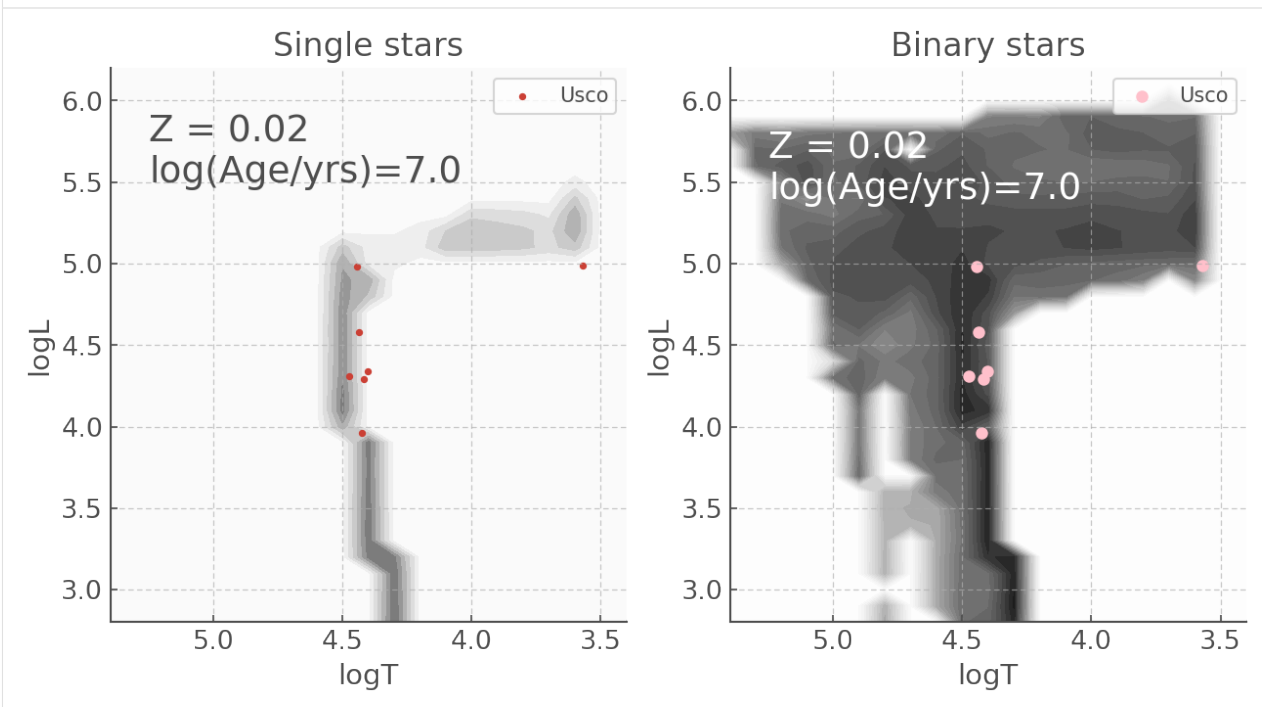 Single stars
Usco
Z = 0.02
log(Age/yrs)=7.0
6.0
5.5
5.0
4.5
4.0
3.5
3.0
logL
5.0 4.5 4.0 3.5
logT
Binary stars
Usco
Z = 0.02
log(Age/yrs)=7.0
6.0
5.5
5.0
4.5
4.0
3.5
3.0
logL
5.0 4.5 4.0 3.5
logT